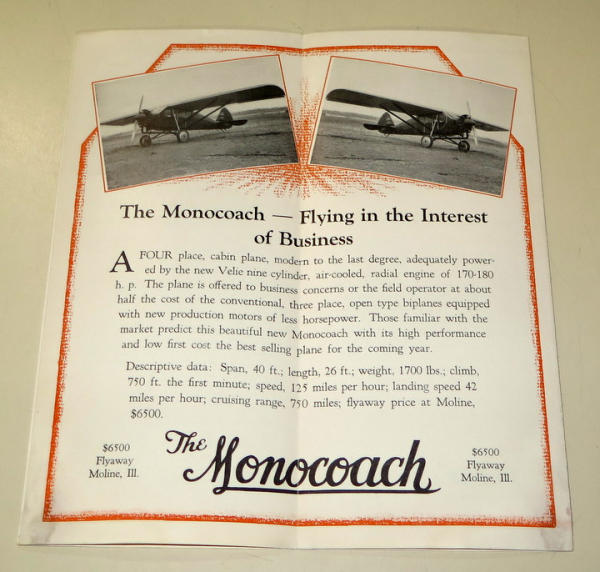 The Monocoach — Flying in the Interest
of Business
A FOUR place, cabin plane, modern to the last degree, adequately power-
ed by the new Velie nine cylinder, air-cooled, radial engine of 170-180
h. p. The plane is offered to business concerns or the field operator at about
half the cost of the conventional, three place, open type biplanes equipped
with new production motors of less horsepower. Those familiar with the
market predict this beautiful new Monocoach with its high performance
and low first cost the best selling plane for the coming year.
Descriptive data: Span, 40 ft.; length, 26 ft.; weight, 1700 lbs.; climb,
750 ft. the first minute; speed, 125 miles per hour; landing speed 42
miles per hour; cruising range, 750 miles; flyaway price at Moline,
$6500.
$6500
Flyaway
Moline, Ill.
The Monocoach
$6500
Flyaway
Moline, Ill.